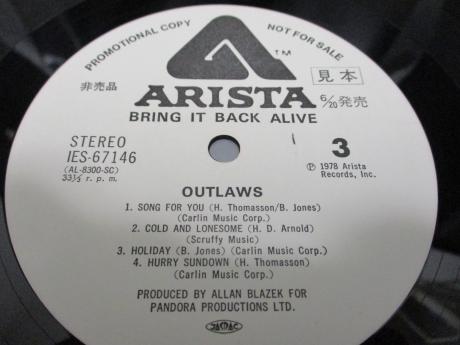 PROMOTIONAL COPY
NOT FOR SALE
TM
非売品
見本
ARISTA
6/20発売
BRING IT BACK ALIVE
STEREO
IES-67146
(AL-8300-SC)
33⅓ r. p. m.
3
℗ 1978 Arista
Records, Inc.
OUTLAWS
1. SONG FOR YOU (H. Thomasson/B. Jones)
(Carlin Music Corp.)
2. COLD AND LONESOME (H. D. Arnold)
(Scruffy Music)
3. HOLIDAY (B. Jones) (Carlin Music Corp.)
4. HURRY SUNDOWN (H. Thomasson)
(Carlin Music Corp.)
PRODUCED BY ALLAN BLAZEK FOR
PANDORA PRODUCTIONS LTD.
JASRAC